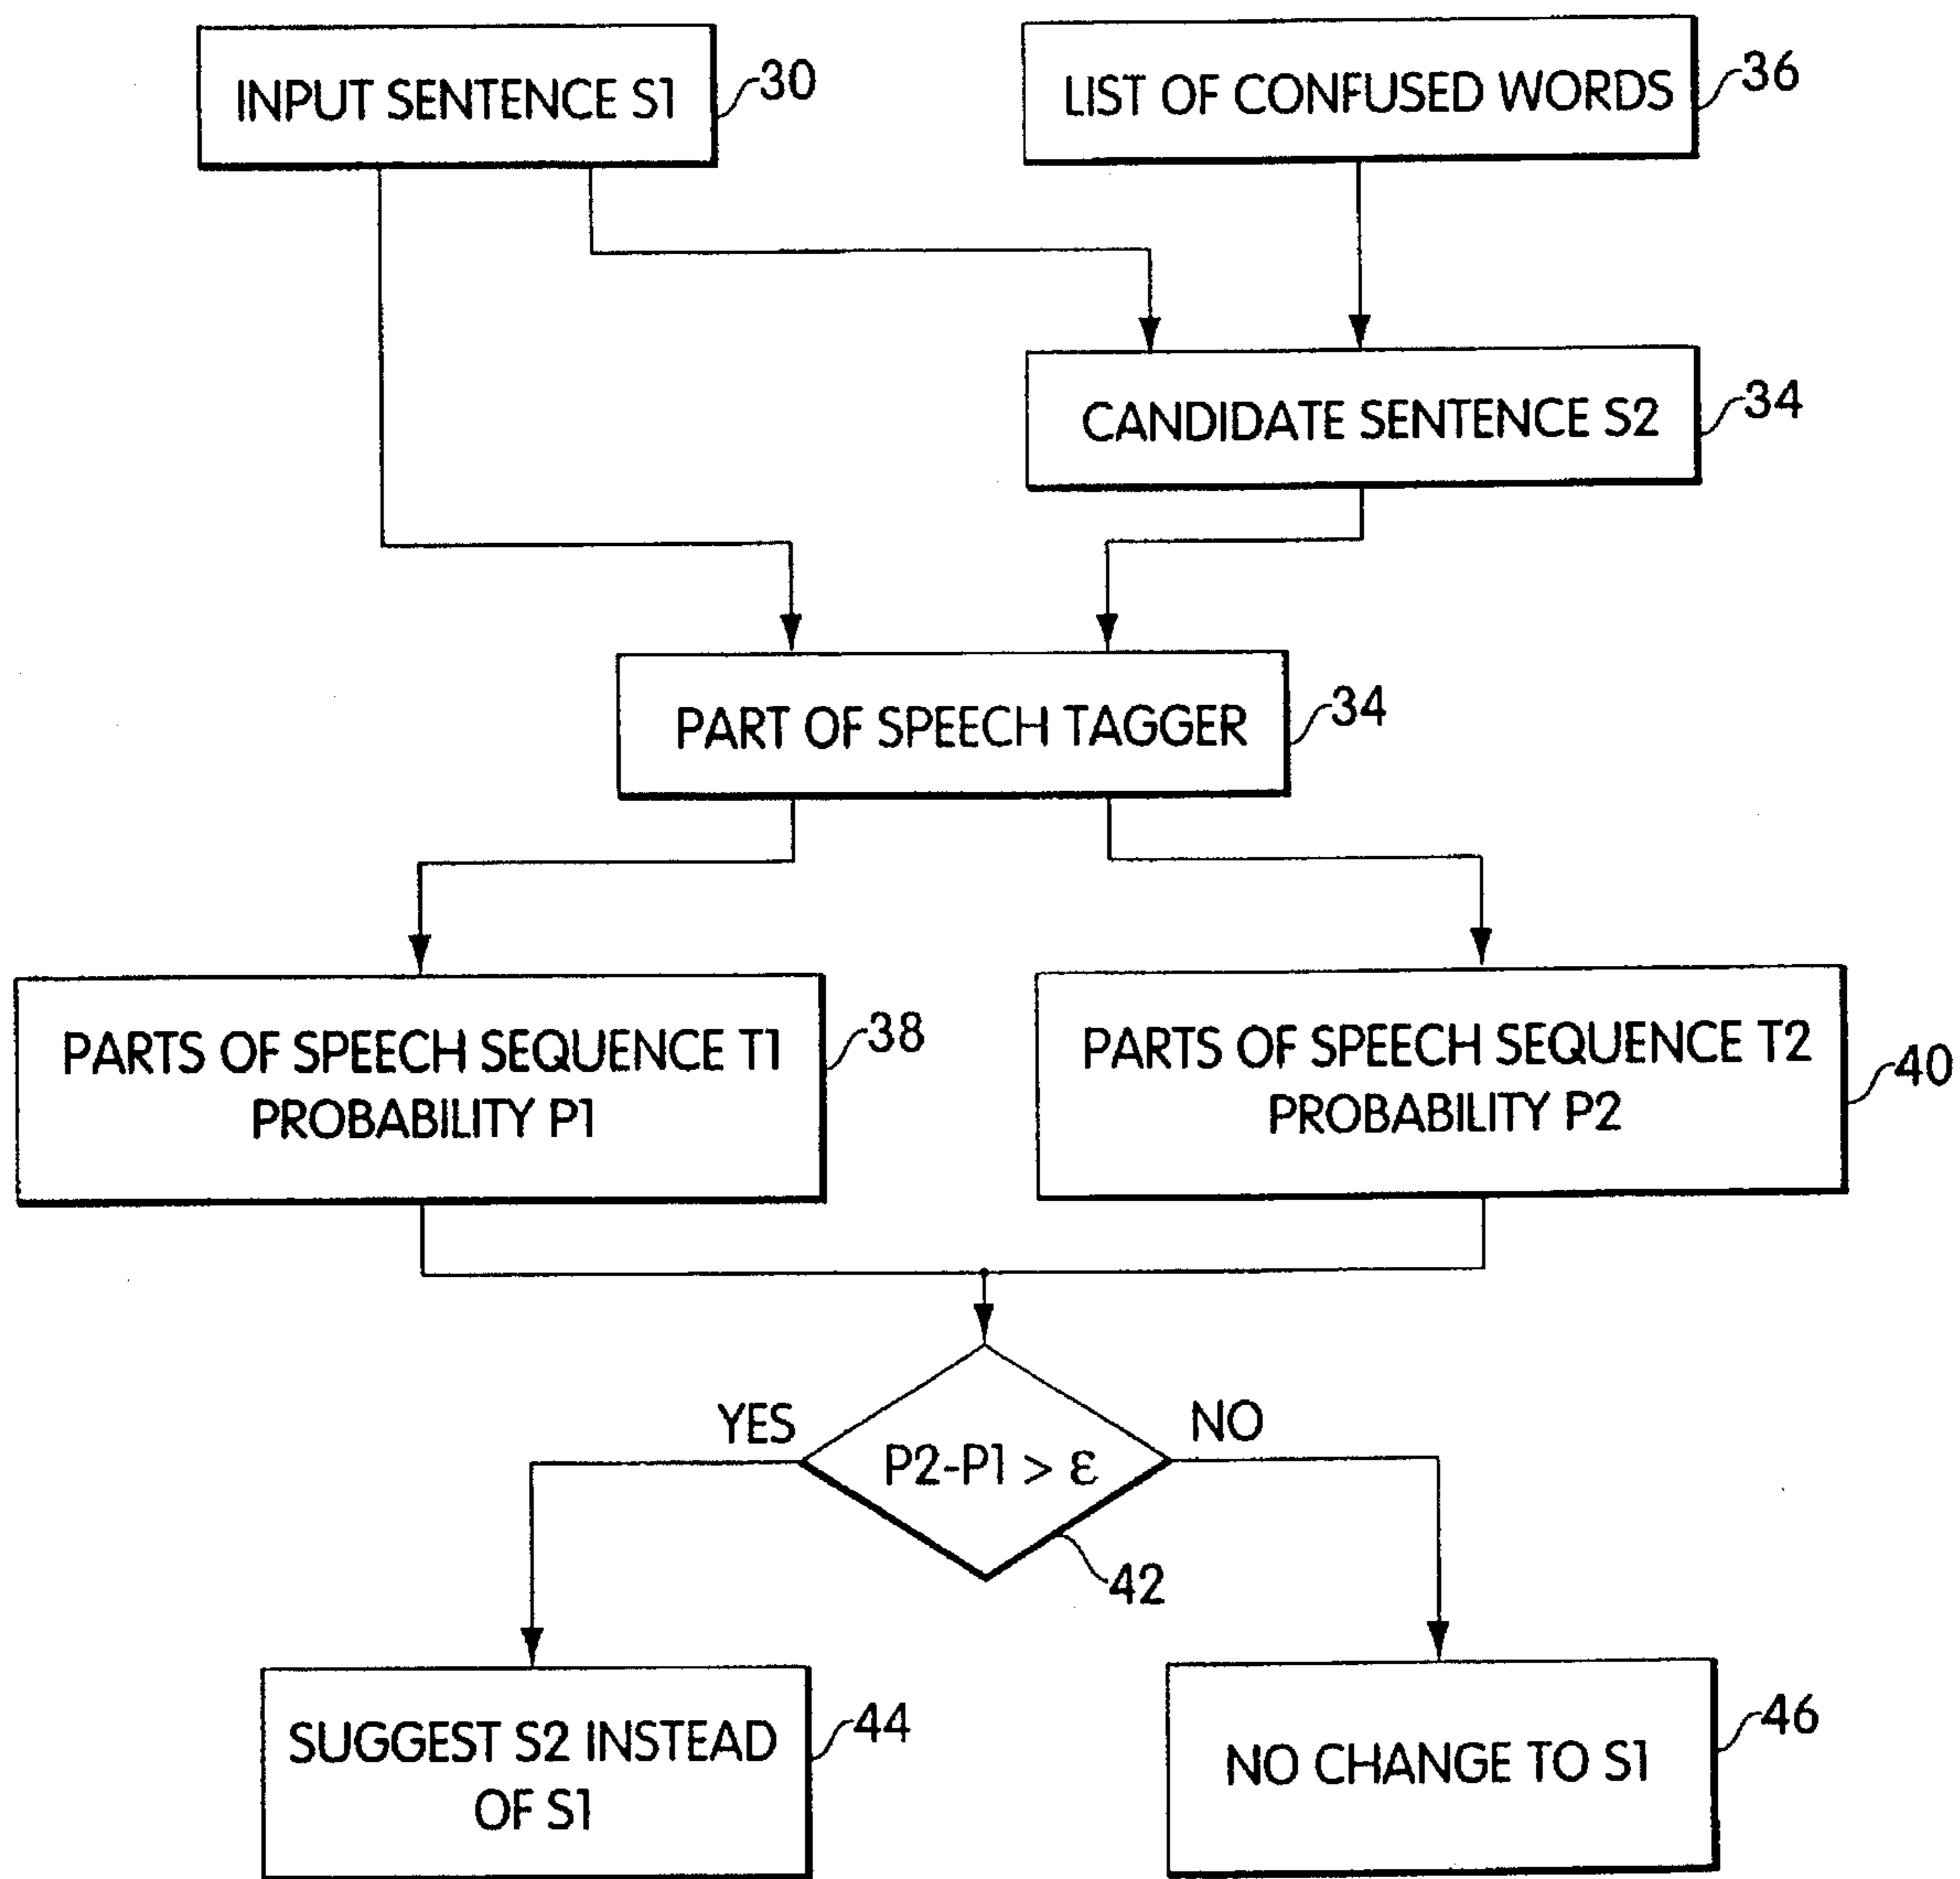 INPUT SENTENCE S1
30
LIST OF CONFUSED WORDS
36
CANDIDATE SENTENCE S2
34
PART OF SPEECH TAGGER
34
PARTS OF SPEECH SEQUENCE T1
PROBABILITY P1
38
PARTS OF SPEECH SEQUENCE T2
PROBABILITY P2
40
YES
P2-P1 > ε
NO
42
SUGGEST S2 INSTEAD
OF S1
44
NO CHANGE TO S1
46